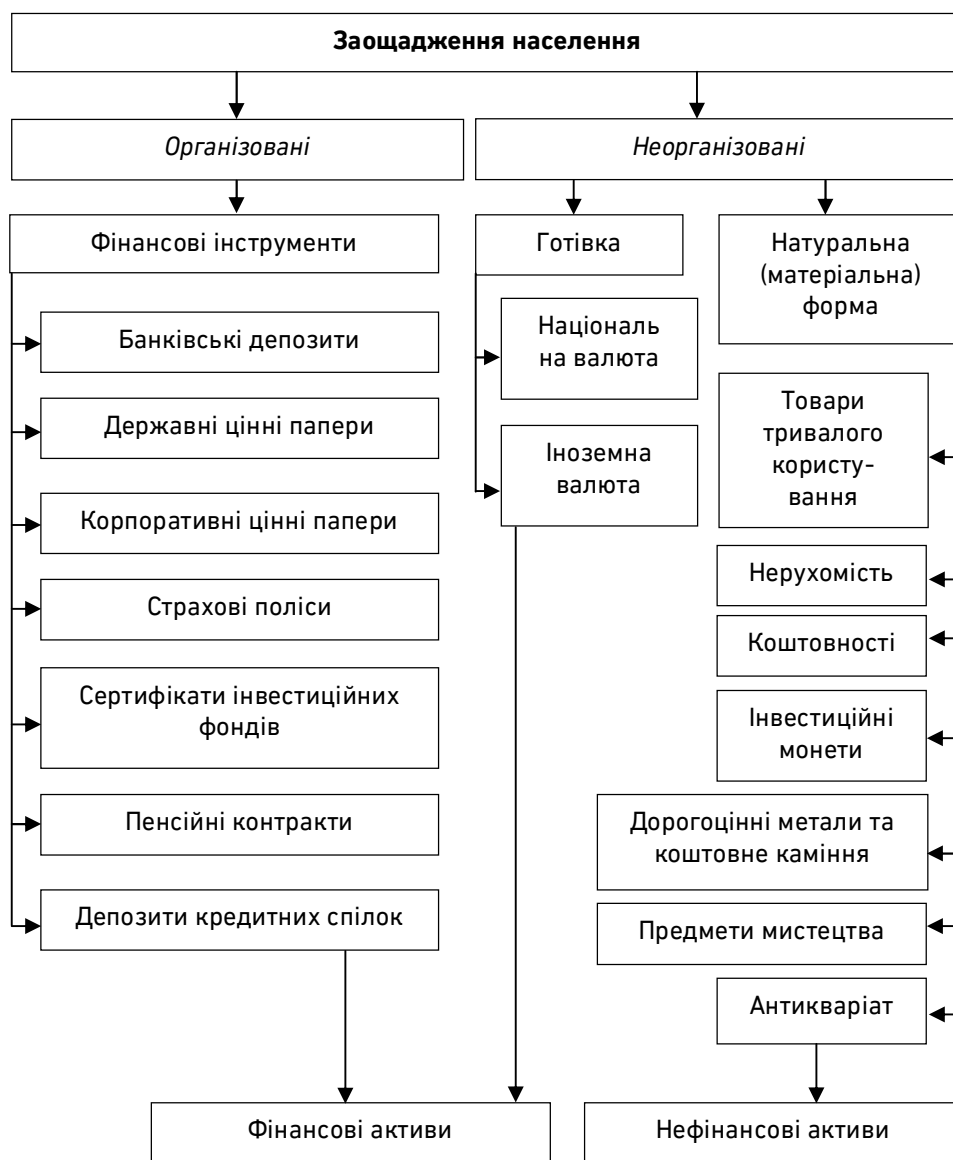 Заощадження населення
Організовані
Неорганізовані
Фінансові інструменти
Готівка
Натуральна
(матеріальна)
форма
Банківські депозити
Державні цінні папери
Корпоративні цінні папери
Страхові поліси
Сертифікати інвестиційних
фондів
Пенсійні контракти
Депозити кредитних спілок
Національ
на валюта
Іноземна
валюта
Товари
тривалого
користу-
вання
Нерухомість
Коштовності
Інвестиційні
монети
Дорогоцінні метали та
коштовне каміння
Предмети мистецтва
Антикваріат
Фінансові активи
Нефінансові активи